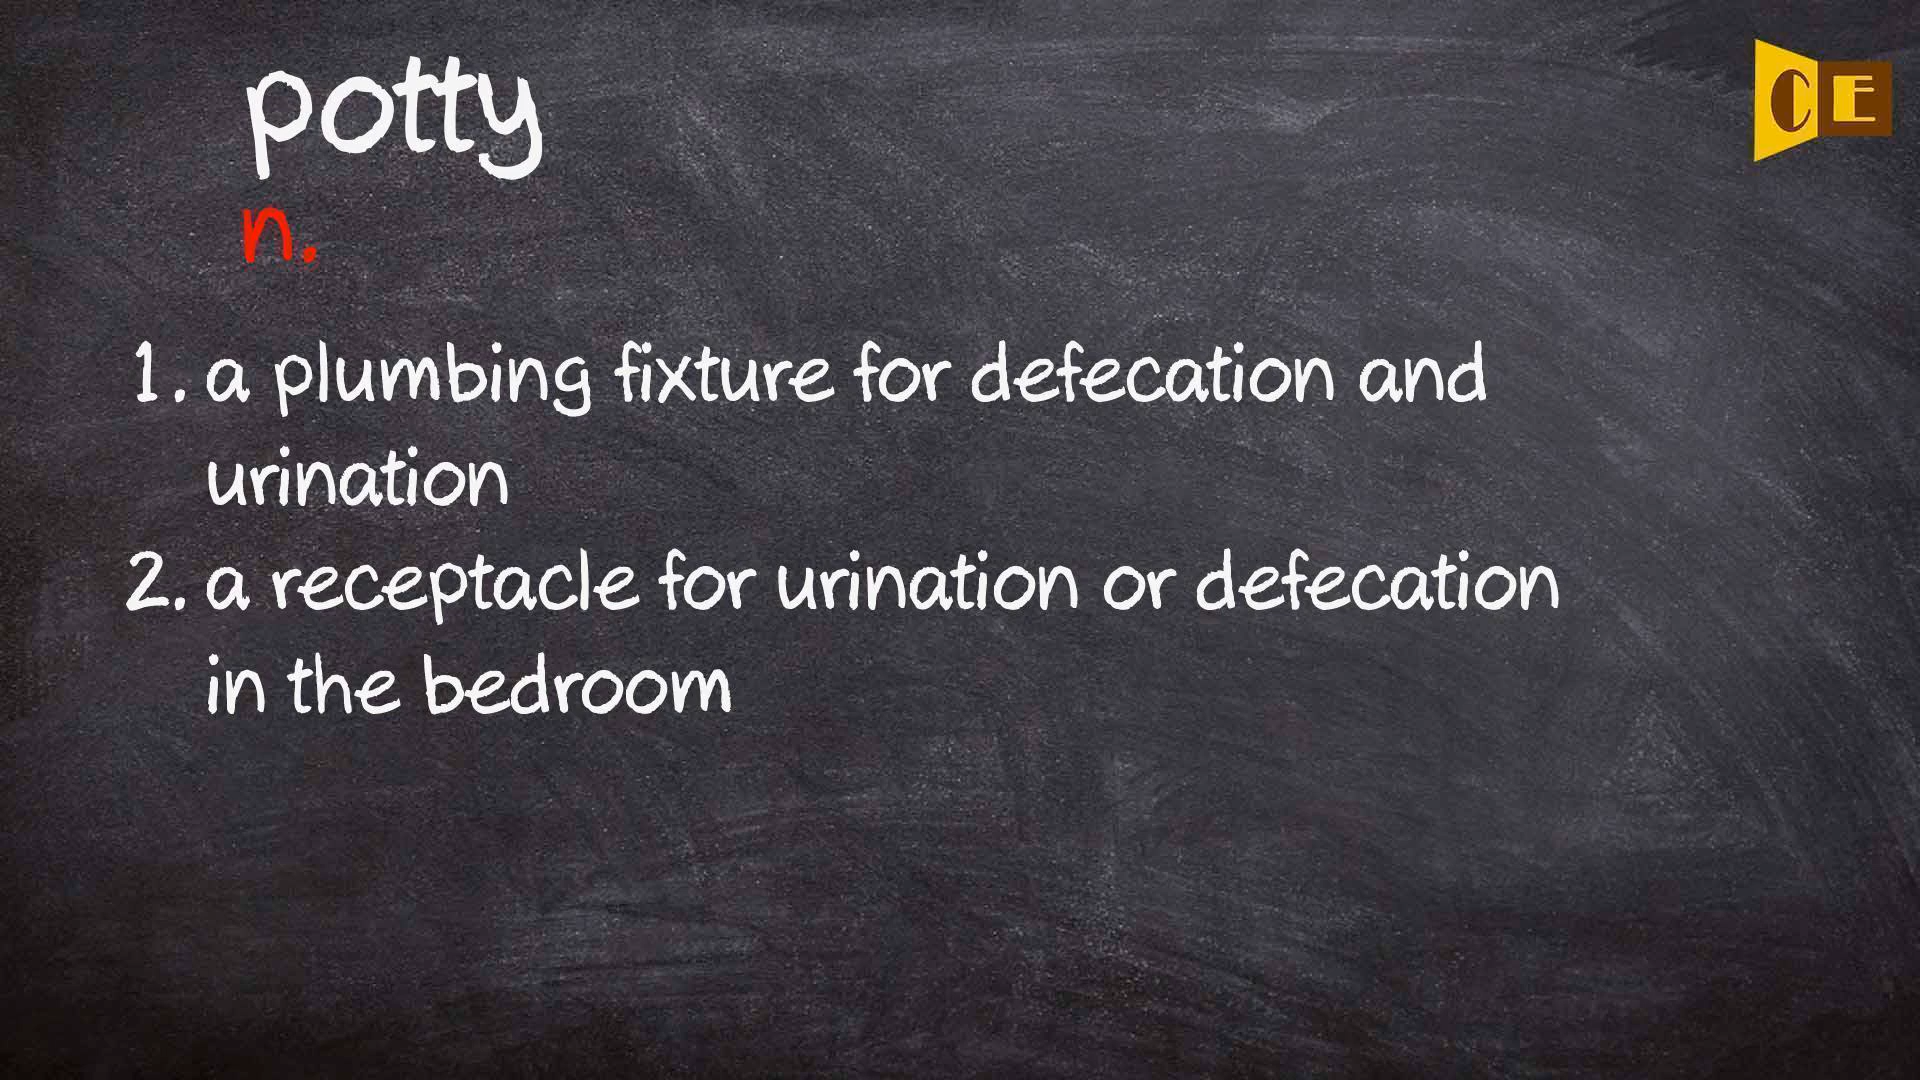 potty
CE
n.
1. a plumbing fixture for defecation and
urination
2. a receptacle for urination or defecation
in the bedroom